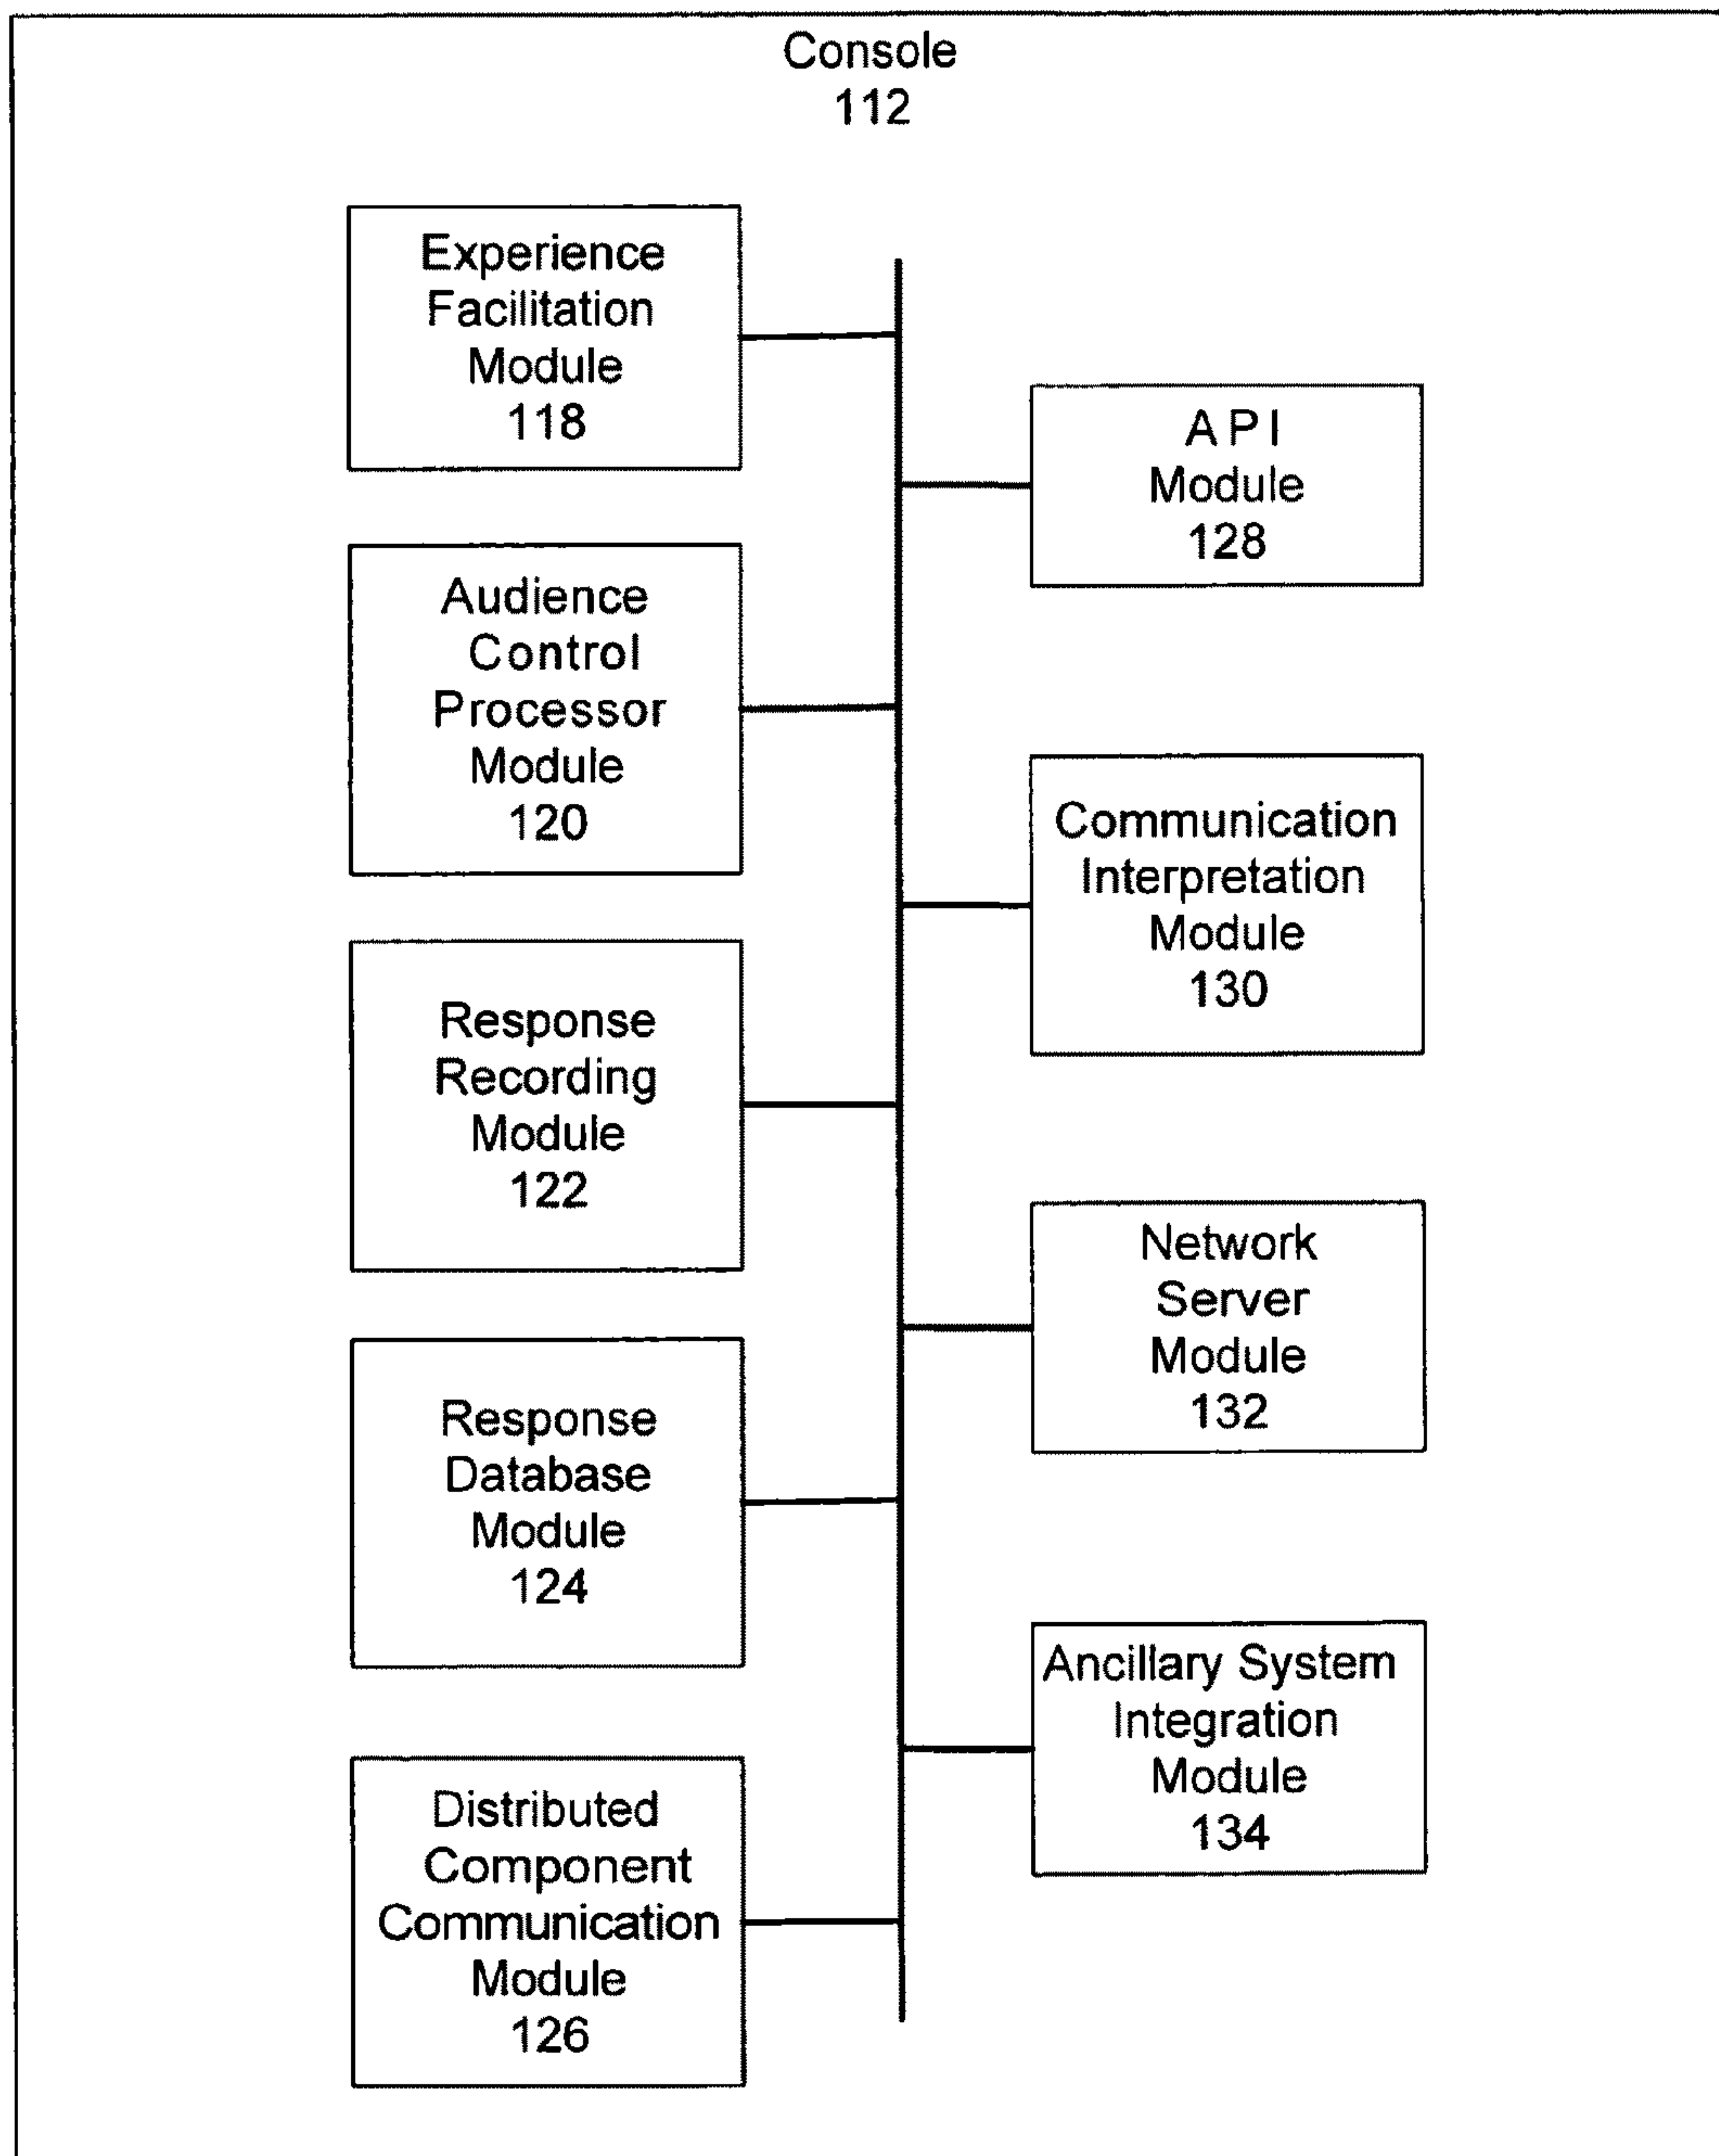 Console
112
Experience
Facilitation
Module
118
Audience
Control
Processor
Module
120
Response
Recording
Module
122
Response
Database
Module
124
Distributed
Component
Communication
Module
126
API
Module
128
Communication
Interpretation
Module
130
Network
Server
Module
132
Ancillary System
Integration
Module
134